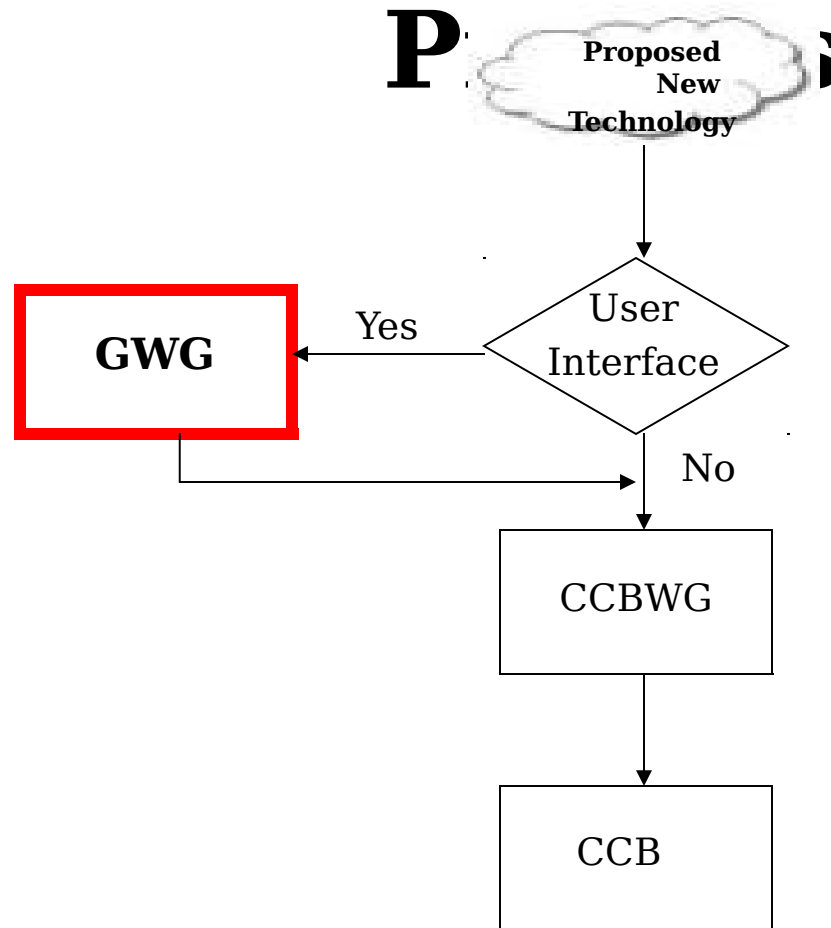 Proposed
New
Technology
User
Interface
Yes
GWG
No
CCBWG
CCB